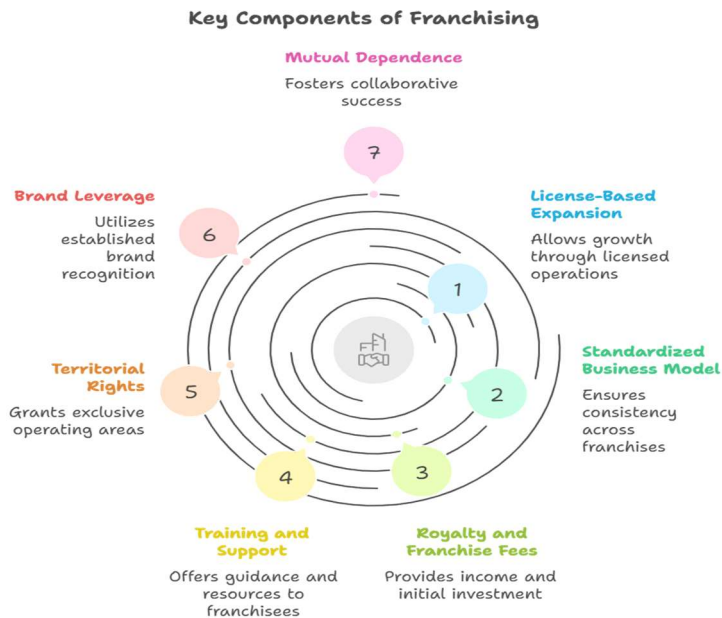 Key Components of Franchising
Mutual Dependence
Fosters collaborative
success
7
Brand Leverage
Utilizes
established
brand
recognition
6
License-Based
Expansion
Allows growth
through licensed
operations
1
Territorial
Rights
Grants exclusive
operating areas
5
Standardized
Business Model
Ensures
consistency
across
franchises
2
4
3
Training and
Support
Offers guidance and
resources to
franchisees
Royalty and
Franchise Fees
Provides income and
initial investment